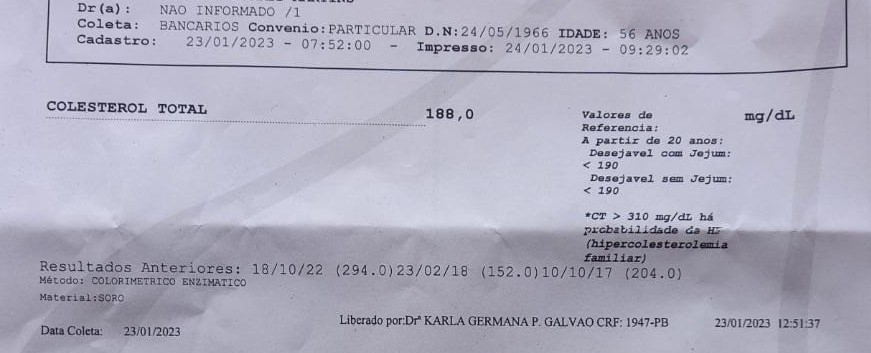 Dr(a): NAO INFORMADO /1
Coleta: BANCARIOS Convenio:PARTICULAR D.N:24/05/1966 IDADE: 56 ANOS
Cadastro: 23/01/2023 - 07:52:00 - Impresso: 24/01/2023 - 09:29:02
COLESTEROL TOTAL 188,0 Valores de mg/dL
Referencia:
A partir de 20 anos:
Desejavel com Jejum:
< 190
Desejavel sem Jejum:
< 190
*CT > 310 mg/dL há
probabilidade da HF
(hipercolesterolemia
familiar)
Resultados Anteriores: 18/10/22 (294.0)23/02/18 (152.0)10/10/17 (204.0)
Método: COLORIMETRICO ENZIMATICO
Material:SORO
Liberado por:Drª KARLA GERMANA P. GALVAO CRF: 1947-PB 23/01/2023 12:51:37
Data Coleta: 23/01/2023